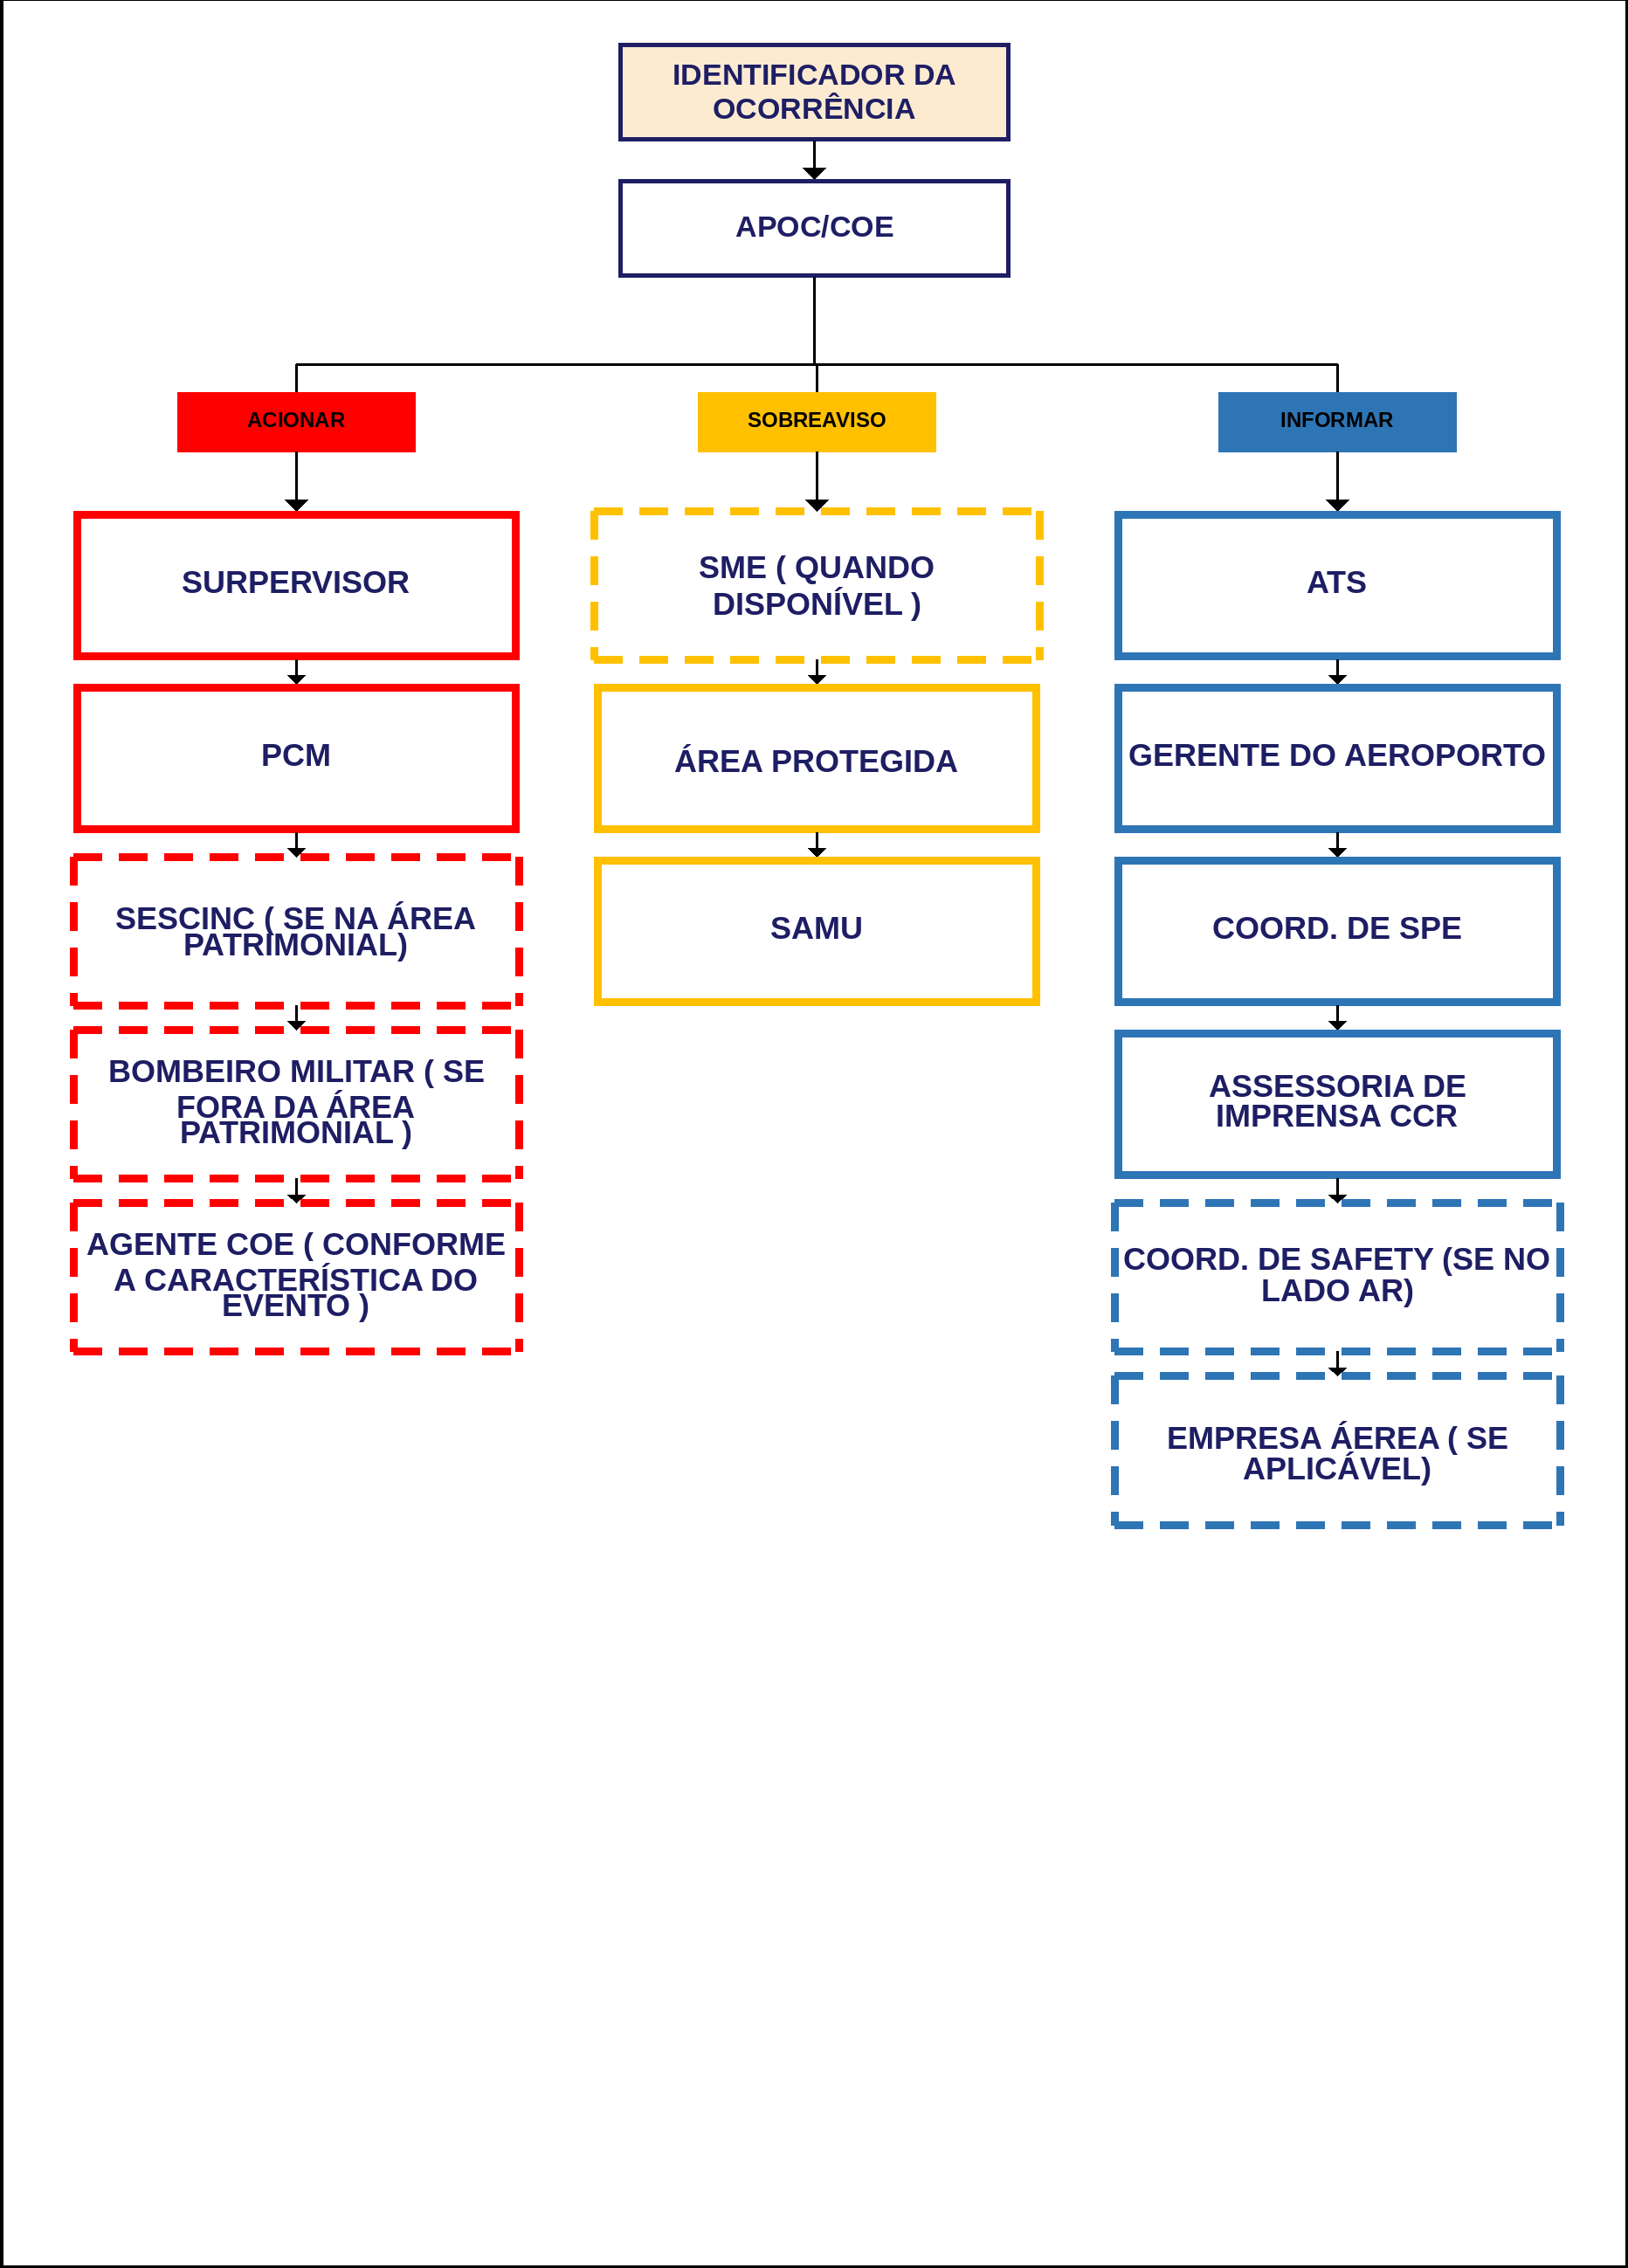 IDENTIFICADOR DA
OCORRÊNCIA
APOC/COE
ACIONAR
SOBREAVISO
INFORMAR
SURPERVISOR
PCM
SESCINC ( SE NA ÁREA
PATRIMONIAL)
BOMBEIRO MILITAR ( SE
FORA DA ÁREA
PATRIMONIAL )
AGENTE COE ( CONFORME
A CARACTERÍSTICA DO
EVENTO )
SME ( QUANDO
DISPONÍVEL )
ÁREA PROTEGIDA
SAMU
ATS
GERENTE DO AEROPORTO
COORD. DE SPE
ASSESSORIA DE
IMPRENSA CCR
COORD. DE SAFETY (SE NO
LADO AR)
EMPRESA ÁEREA ( SE
APLICÁVEL)